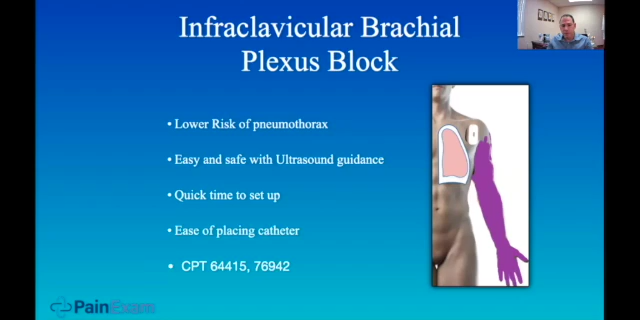 Infraclavicular Brachial
Plexus Block
• Lower Risk of pneumothorax
• Easy and safe with Ultrasound guidance
• Quick time to set up
• Ease of placing catheter
• CPT 64415, 76942
PainExam